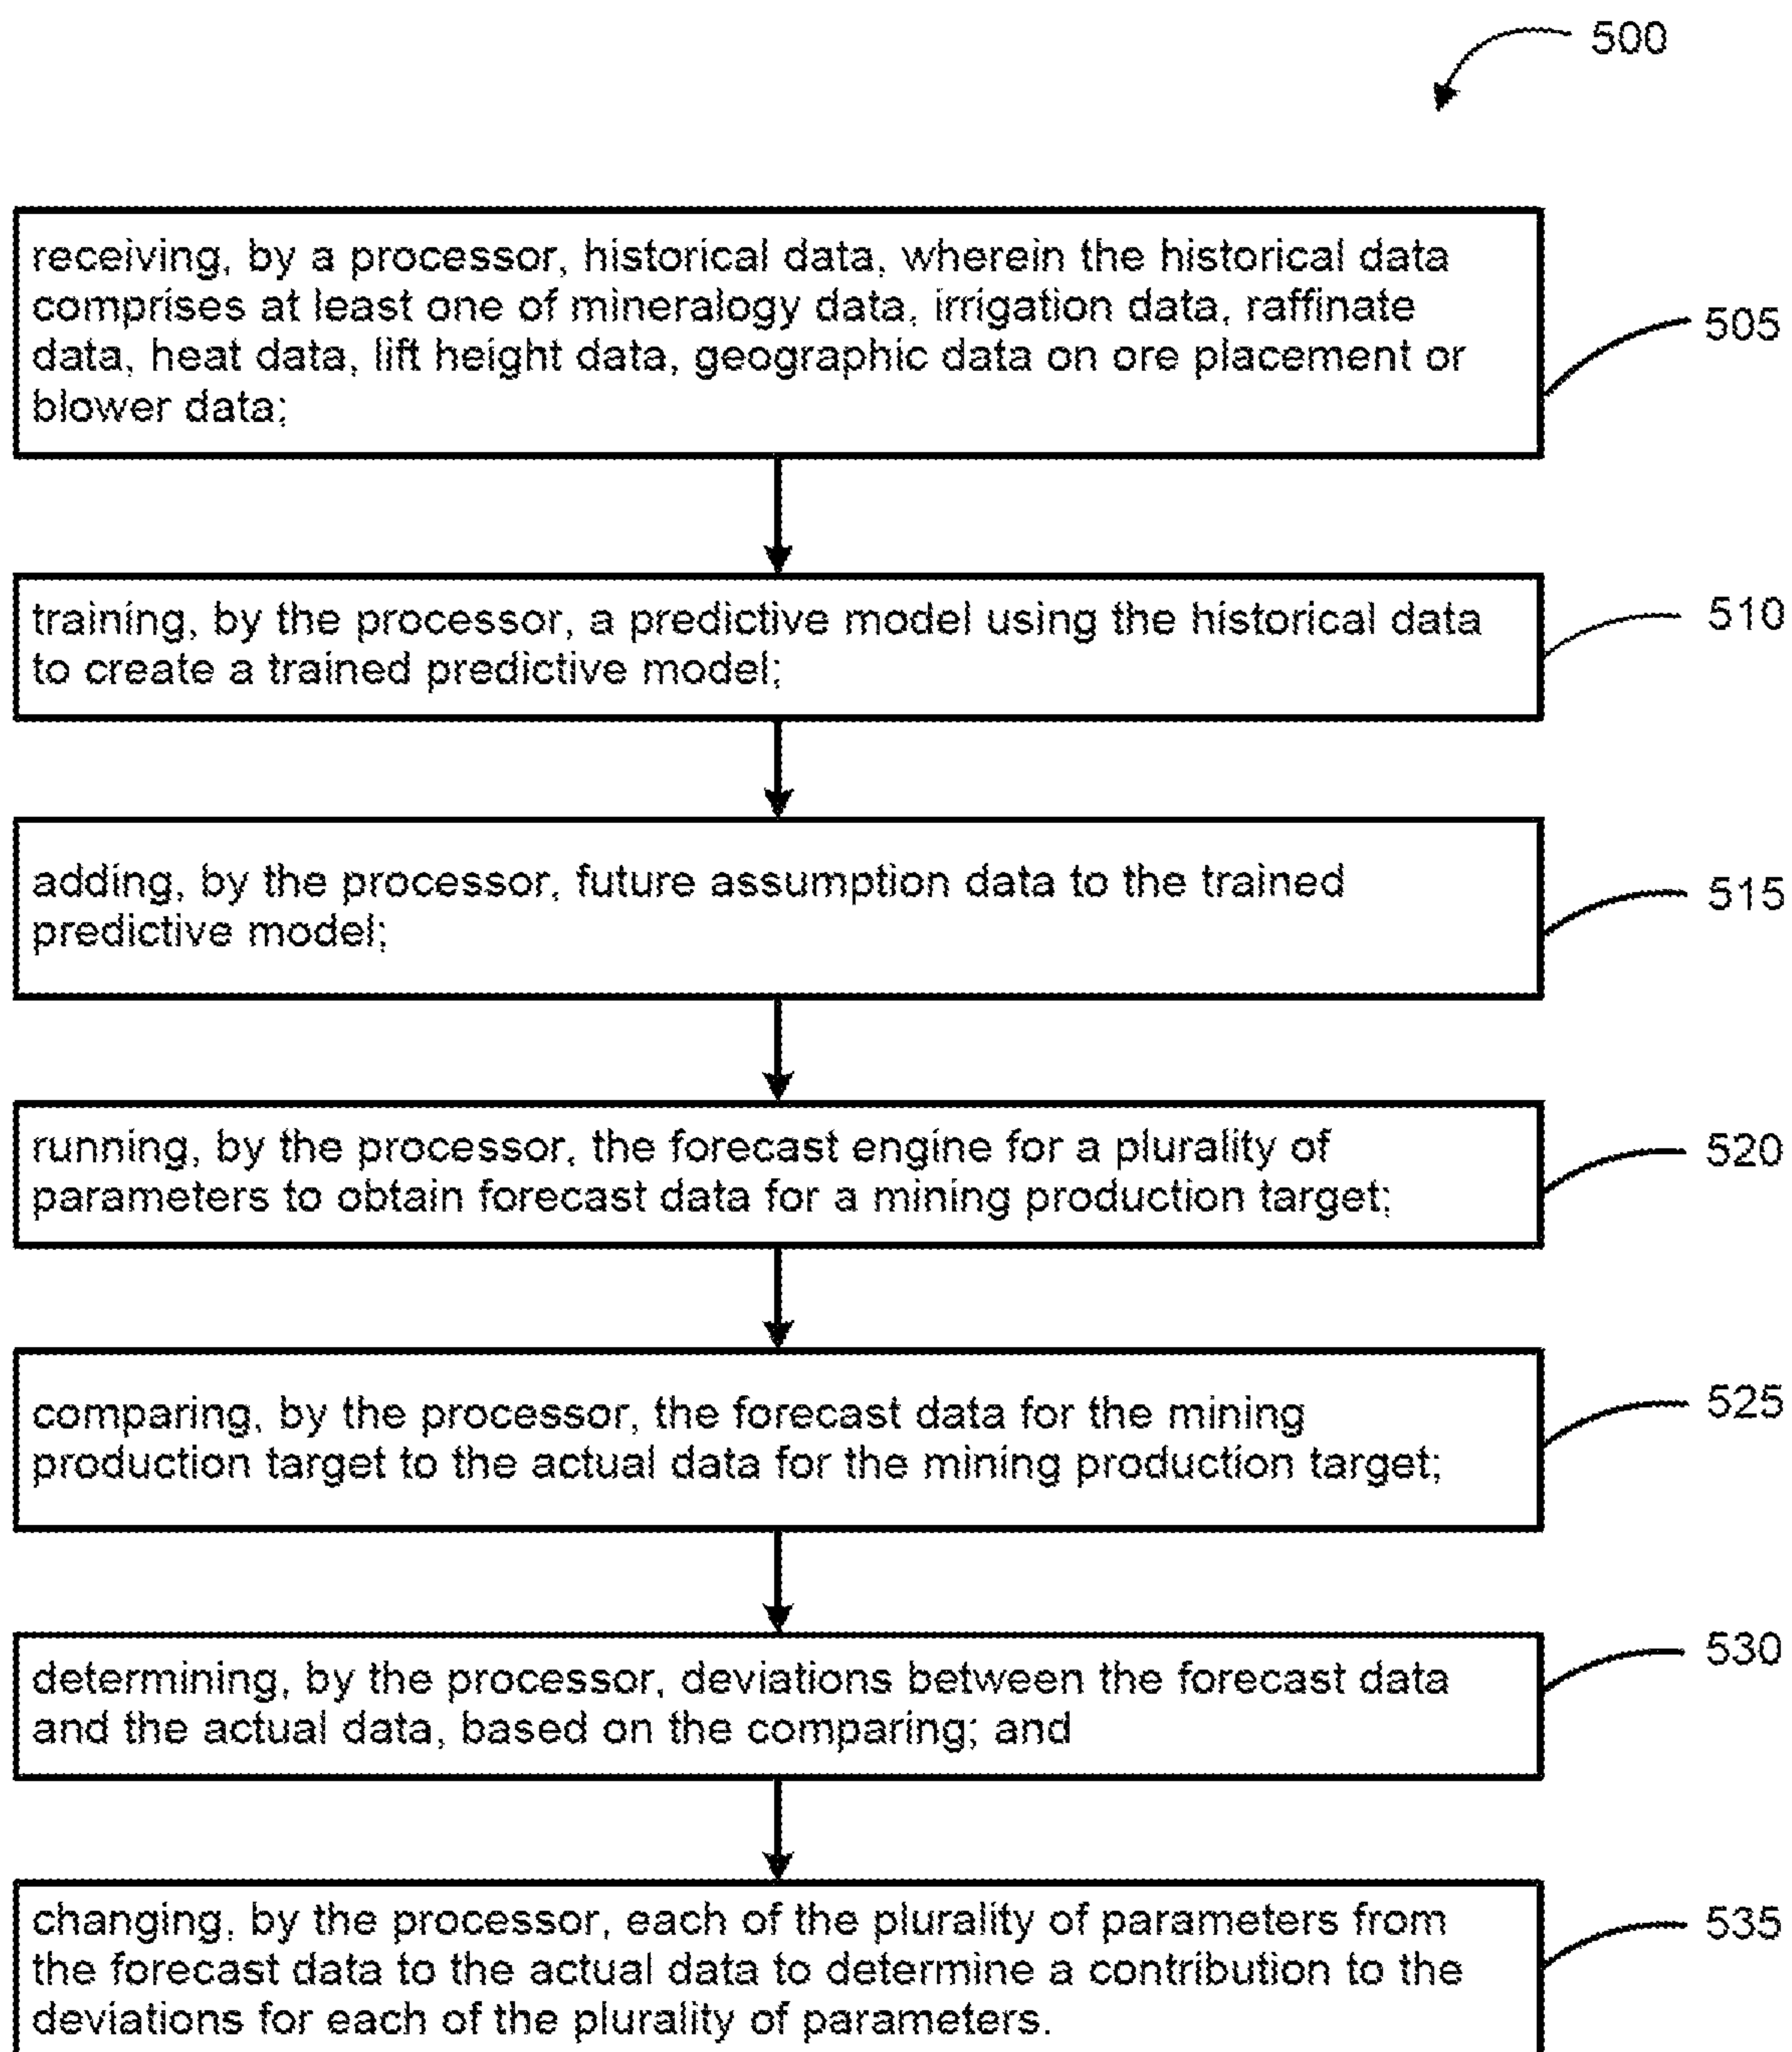 500
receiving, by a processor, historical data, wherein the historical data
comprises at least one of mineralogy data, irrigation data, raffinate
data, heat data, lift height data, geographic data on ore placement or
blower data;
505
training, by the processor, a predictive model using the historical data
to create a trained predictive model;
510
adding, by the processor, future assumption data to the trained
predictive model;
515
running, by the processor, the forecast engine for a plurality of
parameters to obtain forecast data for a mining production target;
520
comparing, by the processor, the forecast data for the mining
production target to the actual data for the mining production target;
525
determining, by the processor, deviations between the forecast data
and the actual data, based on the comparing; and
530
changing, by the processor, each of the plurality of parameters from
the forecast data to the actual data to determine a contribution to the
deviations for each of the plurality of parameters.
535